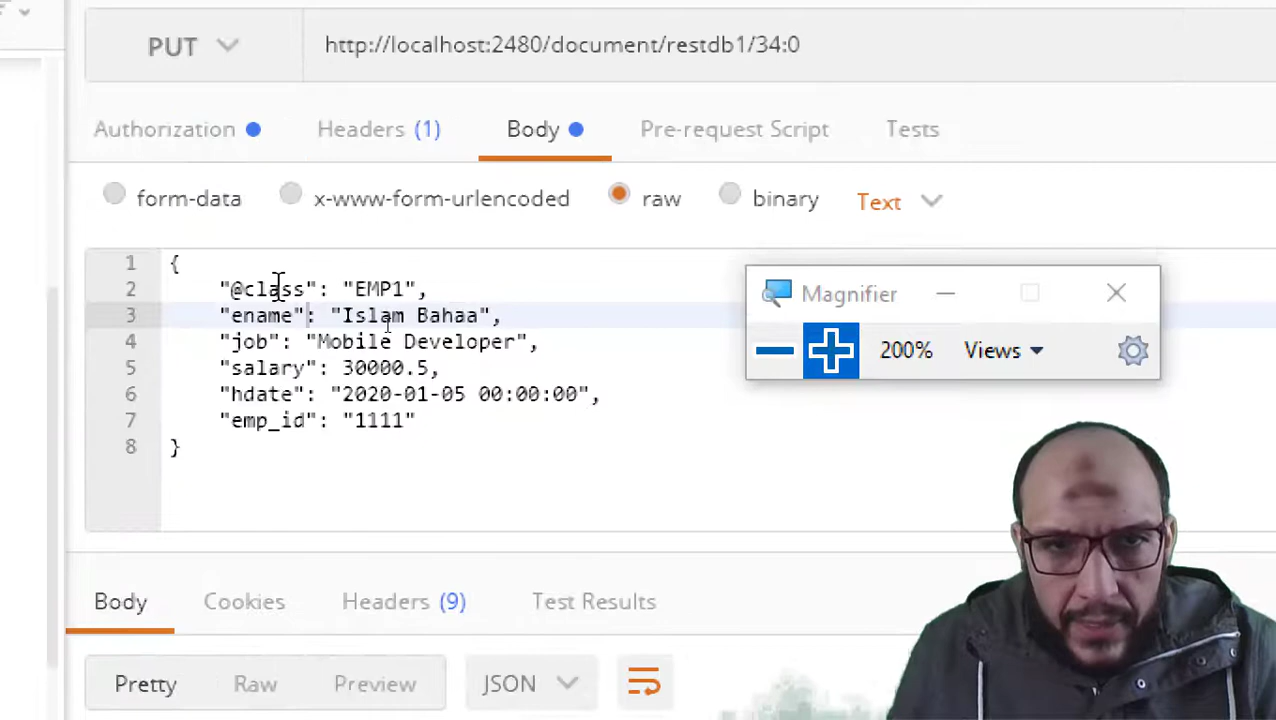 PUT
http://localhost:2480/document/restdb1/34:0
Authorization Headers (1) Body Pre-request Script Tests
form-data x-www-form-urlencoded raw binary Text
1 {
2 "@class": "EMP1",
3 "ename": "Islam Bahaa",
4 "job": "Mobile Developer",
5 "salary": 30000.5,
6 "hdate": "2020-01-05 00:00:00",
7 "emp_id": "1111"
8 }
Magnifier
200% Views
Body Cookies Headers (9) Test Results
Pretty Raw Preview JSON